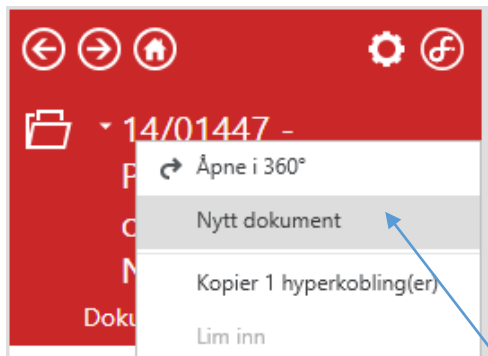 14/01447 -
Åpne i 360°
Nytt dokument
Kopier 1 hyperkobling(er)
Lim inn